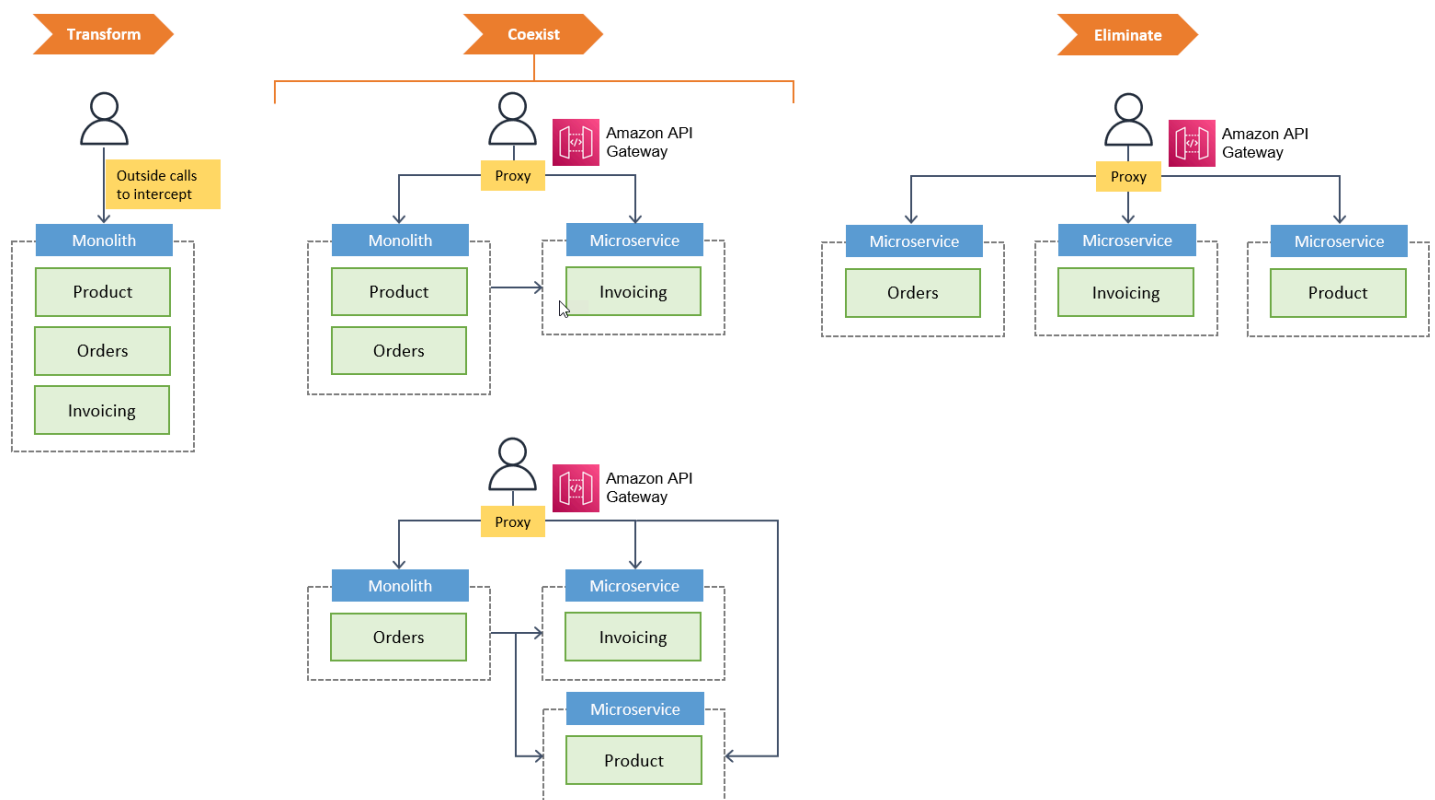 Transform
Coexist
Eliminate
Outside calls
to intercept
Monolith
Product
Orders
Invoicing
Amazon API
Gateway
Proxy
Monolith
Product
Orders
Microservice
Invoicing
Amazon API
Gateway
Proxy
Monolith
Orders
Microservice
Invoicing
Microservice
Product
Amazon API
Gateway
Proxy
Microservice
Orders
Microservice
Invoicing
Microservice
Product